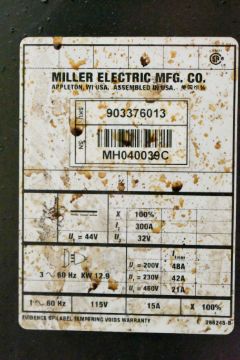 MILLER ELECTRIC MFG. CO.
APPLETON, WI USA. ASSEMBLED IN USA.
903376013
SN
MH040039C
X 100%
I₂ 300A
U₁ = 44V U₂ 32V
3 ~ 60 Hz KW 12.9
U₁ = 200V 48A
U₁ = 230V 42A
U₁ = 460V 21A
1 ~ 60 Hz 115V 15A X 100%
EVIDENCE OF LABEL TAMPERING VOIDS WARRANTY